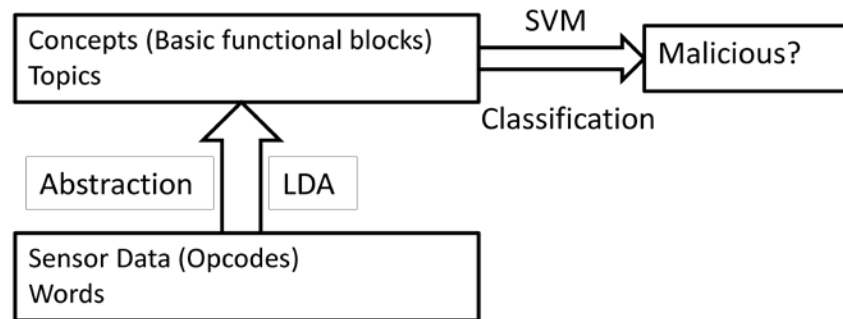 Concepts (Basic functional blocks)
Topics
SVM
Malicious?
Classification
Abstraction
LDA
Sensor Data (Opcodes)
Words